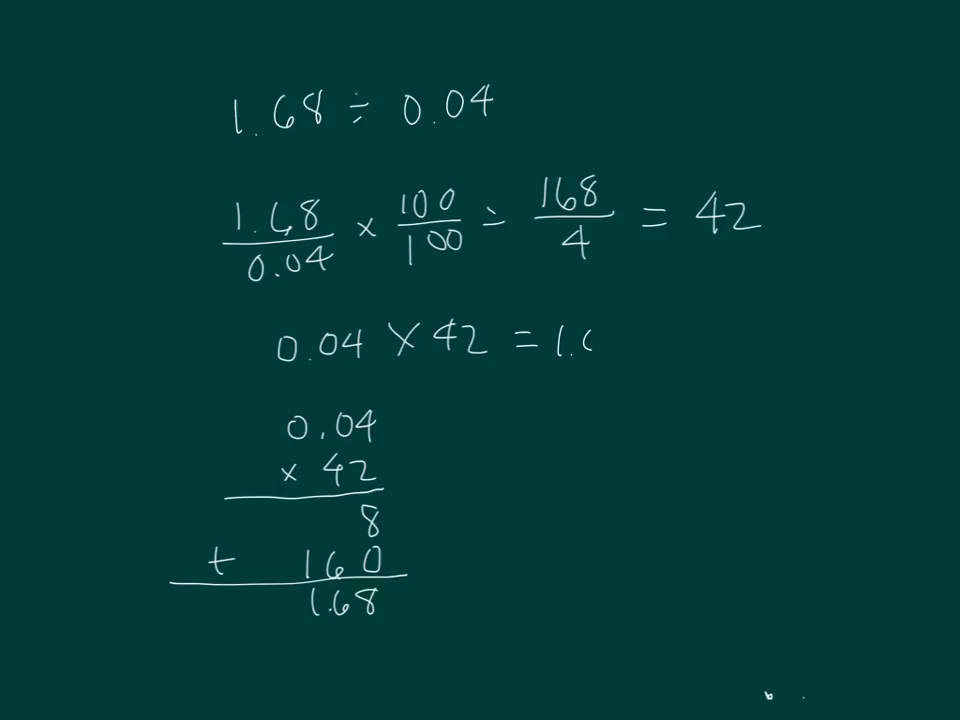 1.68 ÷ 0.04
1.68/0.04 × 100/100 = 168/4 = 42
0.04 × 42 = 1.
0.04
× 42
8
+ 160
1.68